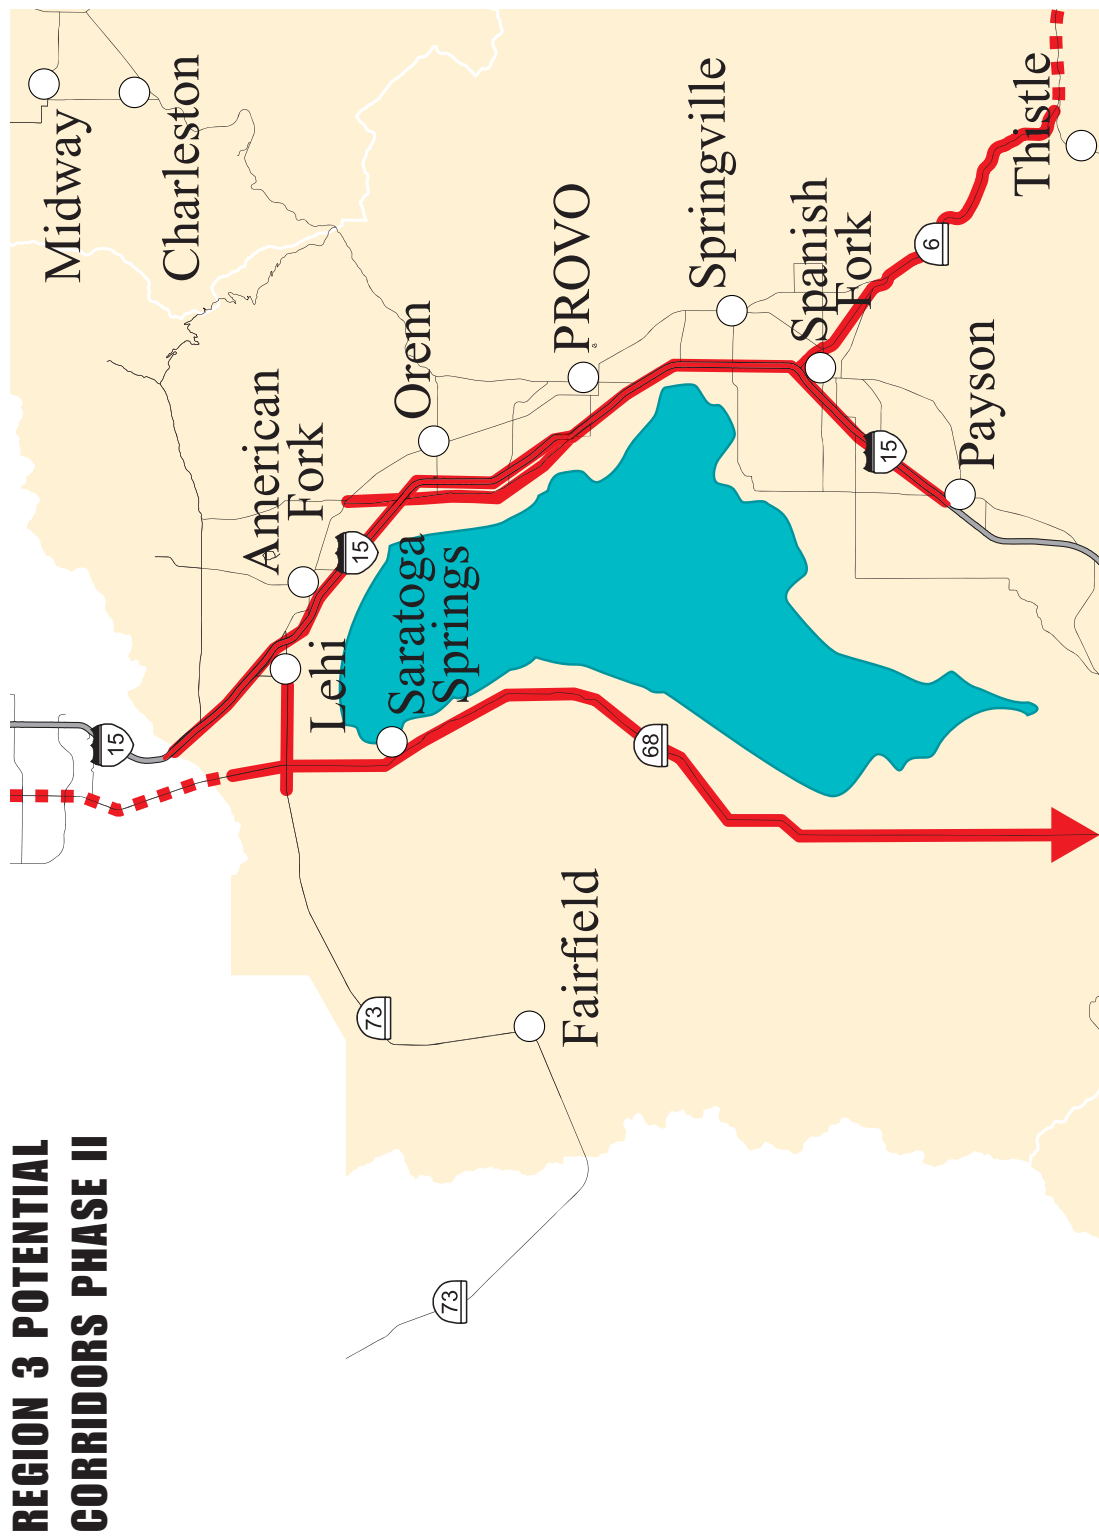 REGION 3 POTENTIAL
CORRIDORS PHASE II
Midway
Charleston
American
Fork
Orem
PROVO
Springville
Spanish
Fork
Thistle
Payson
Lehi
Saratoga
Springs
Fairfield
15
15
15
6
68
73
73